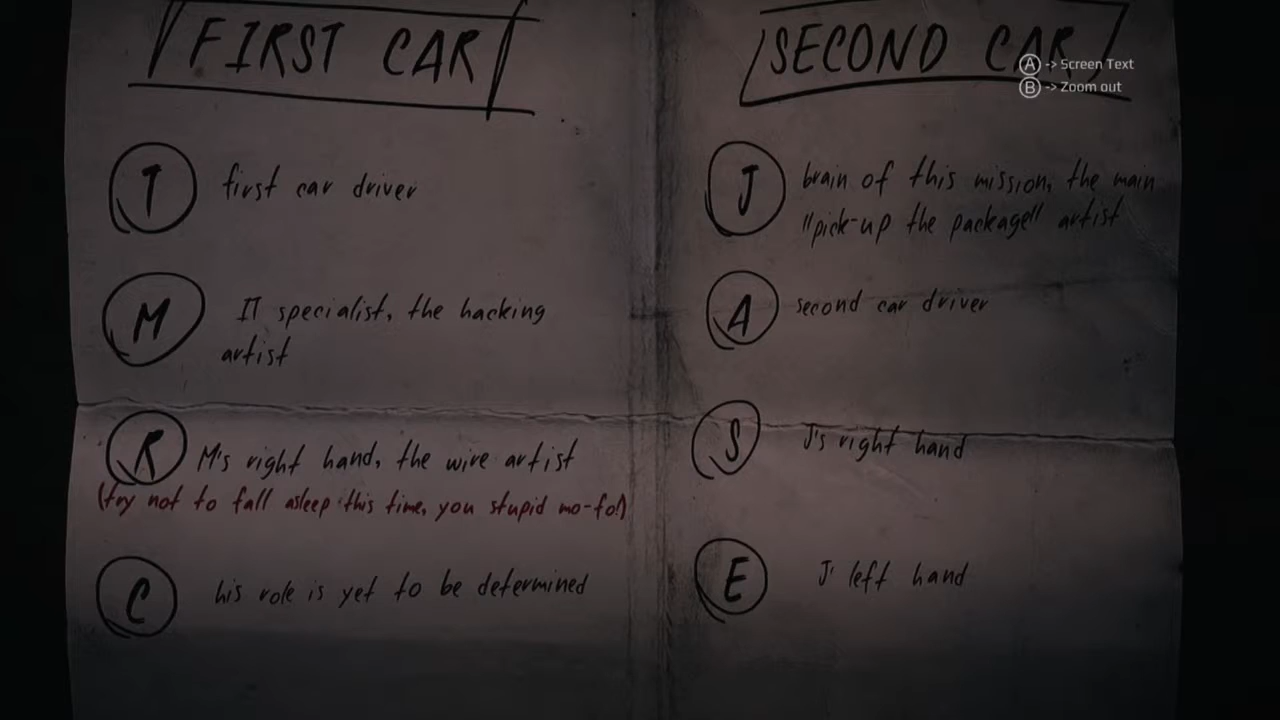 FIRST CAR
T first car driver
M IT specialist, the hacking
artist
R M's right hand, the wire artist
(try not to fall asleep this time, you stupid mo-fo!)
C his role is yet to be determined
SECOND CAR
J brain of this mission, the main
"pick-up the package" artist
A second car driver
S J's right hand
E J' left hand
A -> Screen Text
B -> Zoom out